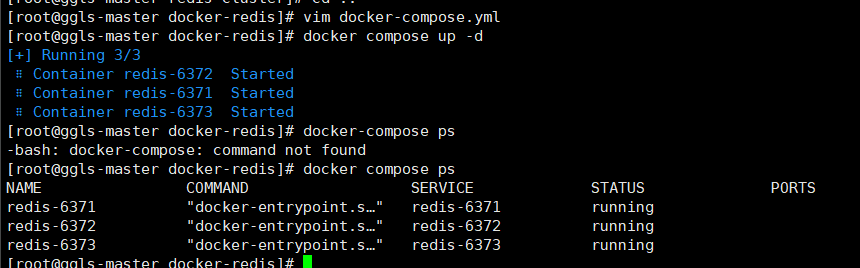 [root@ggls-master redis-cluster]# cd ..
[root@ggls-master docker-redis]# vim docker-compose.yml
[root@ggls-master docker-redis]# docker compose up -d
[+] Running 3/3
⠿ Container redis-6372  Started
⠿ Container redis-6371  Started
⠿ Container redis-6373  Started
[root@ggls-master docker-redis]# docker-compose ps
-bash: docker-compose: command not found
[root@ggls-master docker-redis]# docker compose ps
NAME                COMMAND                  SERVICE             STATUS              PORTS
redis-6371          "docker-entrypoint.s…"   redis-6371          running
redis-6372          "docker-entrypoint.s…"   redis-6372          running
redis-6373          "docker-entrypoint.s…"   redis-6373          running
[root@ggls-master docker-redis]#